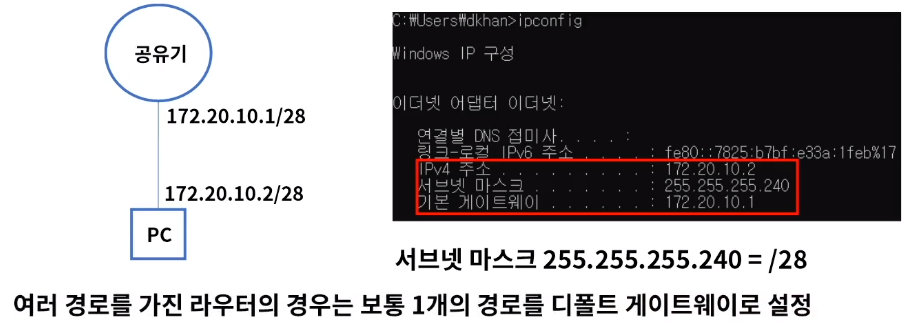 공유기
172.20.10.1/28
172.20.10.2/28
PC
C:\Users\dkhan>ipconfig
Windows IP 구성
이더넷 어댑터 이더넷:
연결별 DNS 접미사. . . . :
링크-로컬 IPv6 주소 . . . . : fe80::7825:b7bf:e33a:1feb%17
IPv4 주소 . . . . . . . . . : 172.20.10.2
서브넷 마스크 . . . . . . . : 255.255.255.240
기본 게이트웨이 . . . . . . : 172.20.10.1
서브넷 마스크 255.255.255.240 = /28
여러 경로를 가진 라우터의 경우는 보통 1개의 경로를 디폴트 게이트웨이로 설정